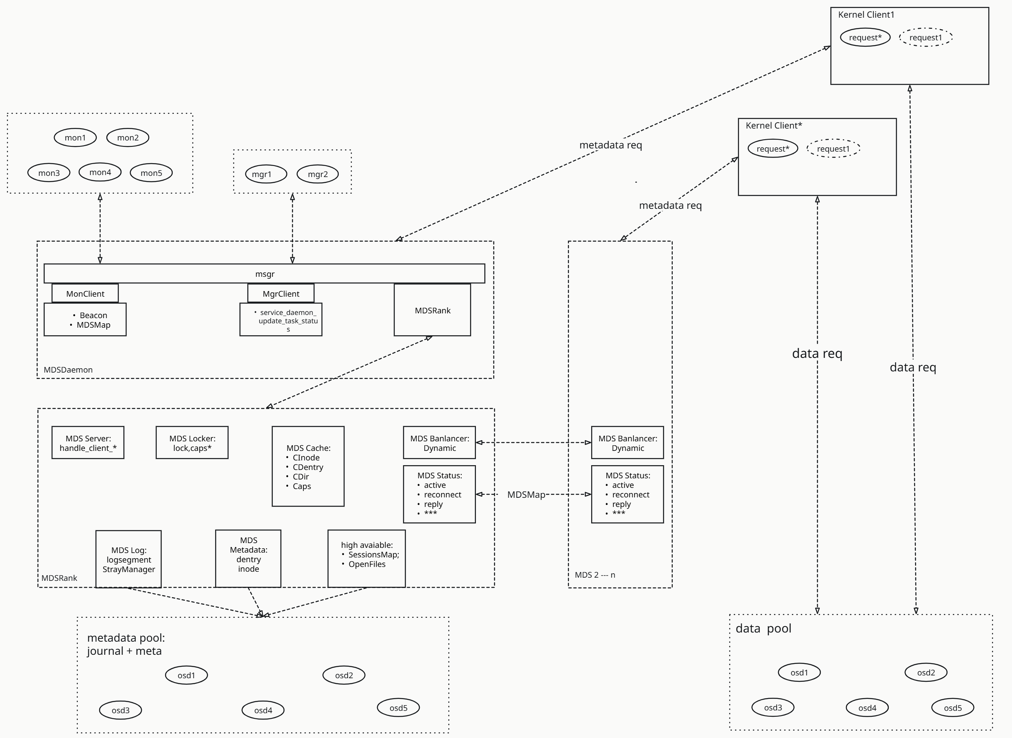 Kernel Client1
request*
request1
Kernel Client*
request*
request1
metadata req
metadata req
mon1
mon2
mon3
mon4
mon5
mgr1
mgr2
msgr
MonClient
• Beacon
• MDSMap
MgrClient
• service_daemon_
update_task_statu
s
MDSRank
MDSDaemon
data req
data req
MDS Server:
handle_client_*
MDS Locker:
lock,caps*
MDS Cache:
• CInode
• CDentry
• CDir
• Caps
MDS Banlancer:
Dynamic
MDS Status:
• active
• reconnect
• reply
• ***
MDSMap
MDS Banlancer:
Dynamic
MDS Status:
• active
• reconnect
• reply
• ***
MDS Log:
logsegment
StrayManager
MDS
Metadata:
dentry
inode
high avaiable:
• SessionsMap;
• OpenFiles
MDSRank
MDS 2 --- n
metadata pool:
journal + meta
osd1
osd2
osd3
osd4
osd5
data pool
osd1
osd2
osd3
osd4
osd5